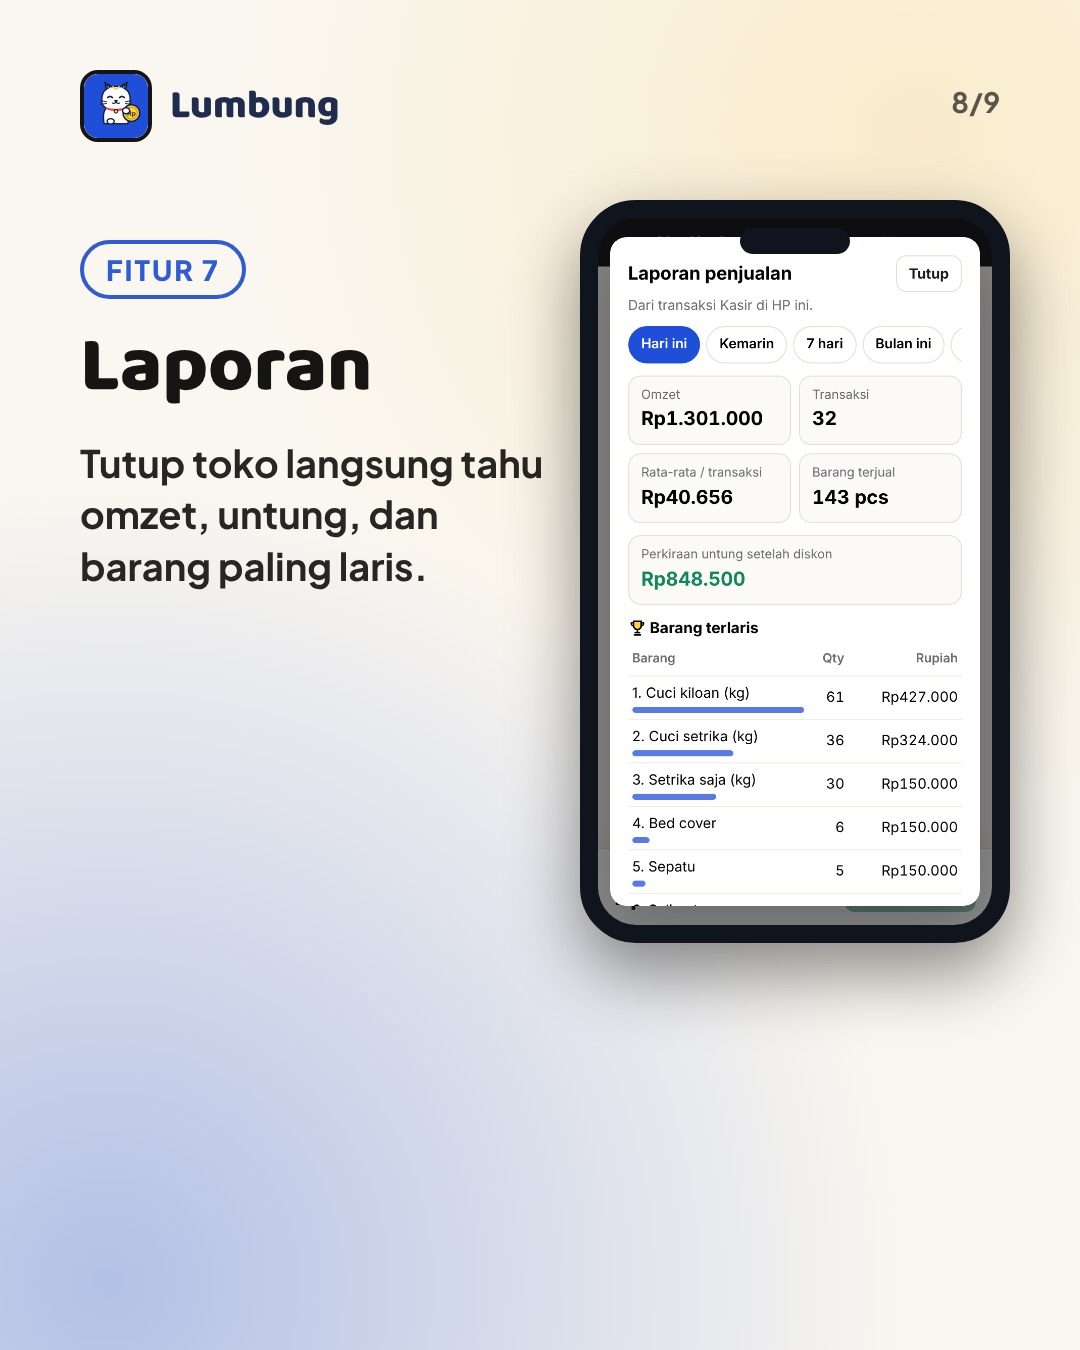 Lumbung
8/9
FITUR 7
Laporan
Tutup toko langsung tahu
omzet, untung, dan
barang paling laris.
Laporan penjualan
Tutup
Dari transaksi Kasir di HP ini.
Hari ini
Kemarin
7 hari
Bulan ini
Omzet
Rp1.301.000
Transaksi
32
Rata-rata / transaksi
Rp40.656
Barang terjual
143 pcs
Perkiraan untung setelah diskon
Rp848.500
Barang terlaris
Barang Qty Rupiah
1. Cuci kiloan (kg) 61 Rp427.000
2. Cuci setrika (kg) 36 Rp324.000
3. Setrika saja (kg) 30 Rp150.000
4. Bed cover 6 Rp150.000
5. Sepatu 5 Rp150.000